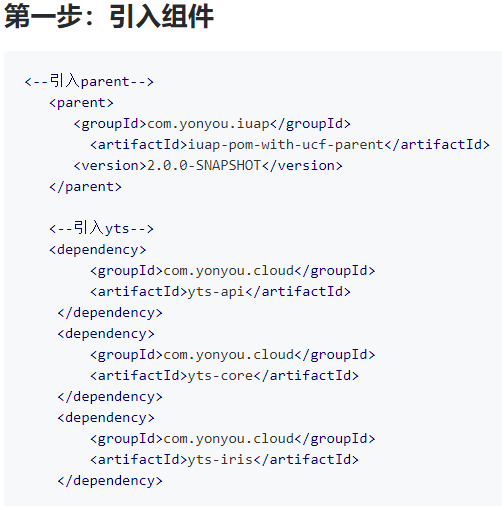 第一步：引入组件
<--引入parent-->
<parent>
<groupId>com.yonyou.iuap</groupId>
<artifactId>iuap-pom-with-ucf-parent</artifactId>
<version>2.0.0-SNAPSHOT</version>
</parent>
<--引入yts-->
<dependency>
<groupId>com.yonyou.cloud</groupId>
<artifactId>yts-api</artifactId>
</dependency>
<dependency>
<groupId>com.yonyou.cloud</groupId>
<artifactId>yts-core</artifactId>
</dependency>
<dependency>
<groupId>com.yonyou.cloud</groupId>
<artifactId>yts-iris</artifactId>
</dependency>